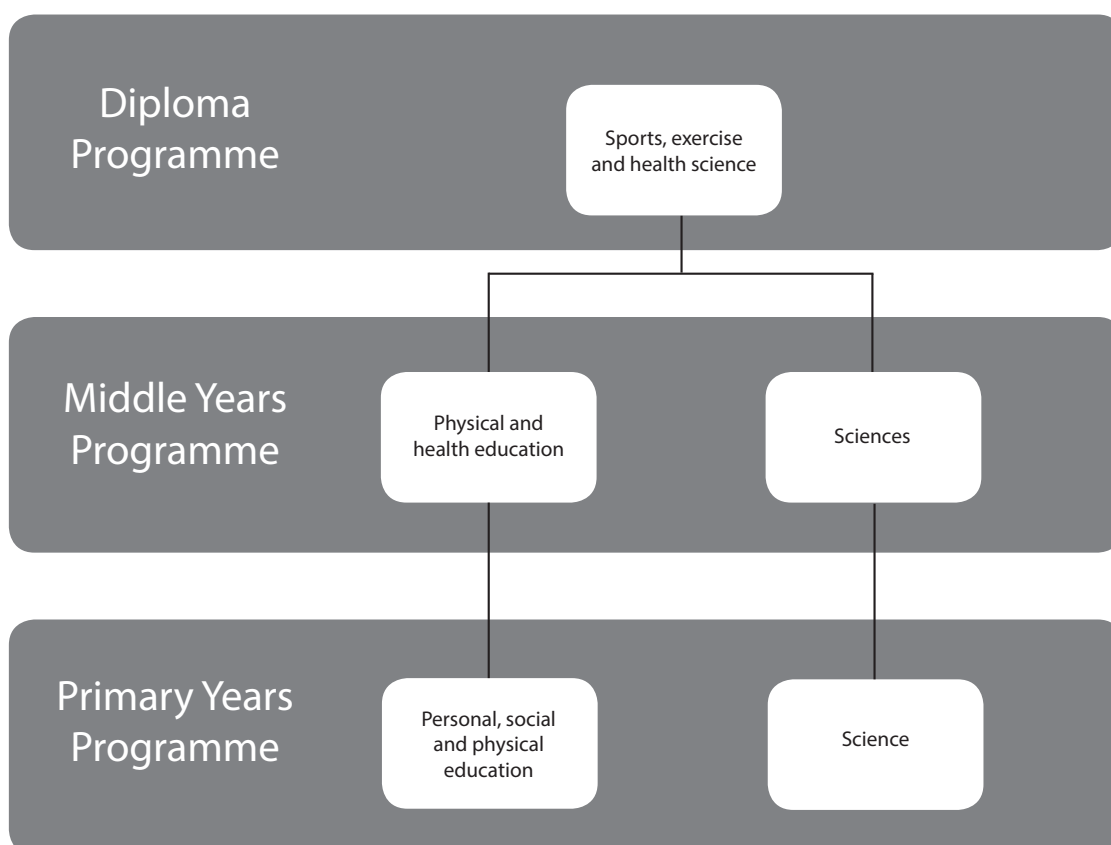 Diploma
Programme
Sports, exercise
and health science
Middle Years
Programme
Physical and
health education
Sciences
Primary Years
Programme
Personal, social
and physical
education
Science